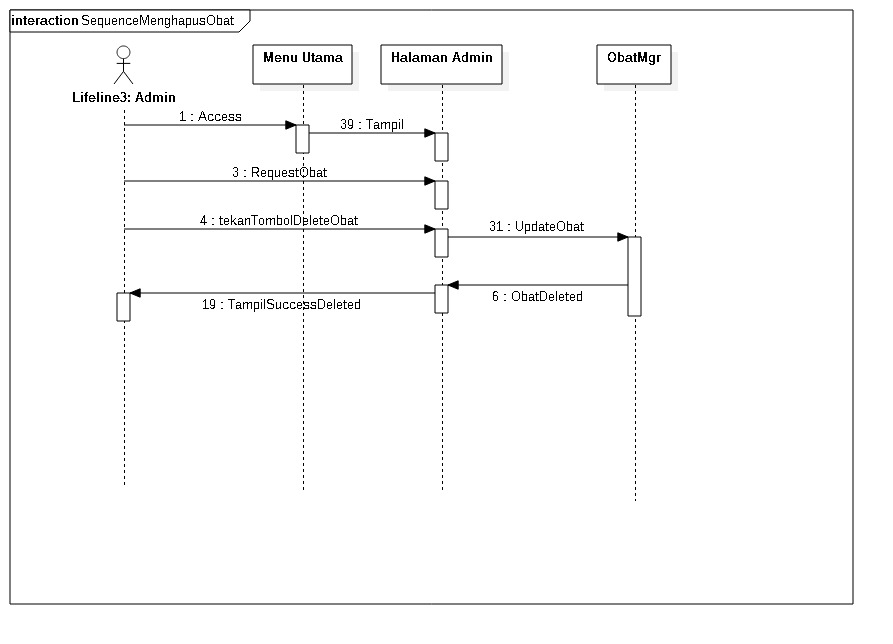 interaction SequenceMenghapusObat
Menu Utama
Halaman Admin
ObatMgr
Lifeline3: Admin
1 : Access
39 : Tampil
3 : RequestObat
4 : tekanTombolDeleteObat
31 : UpdateObat
6 : ObatDeleted
19 : TampilSuccessDeleted